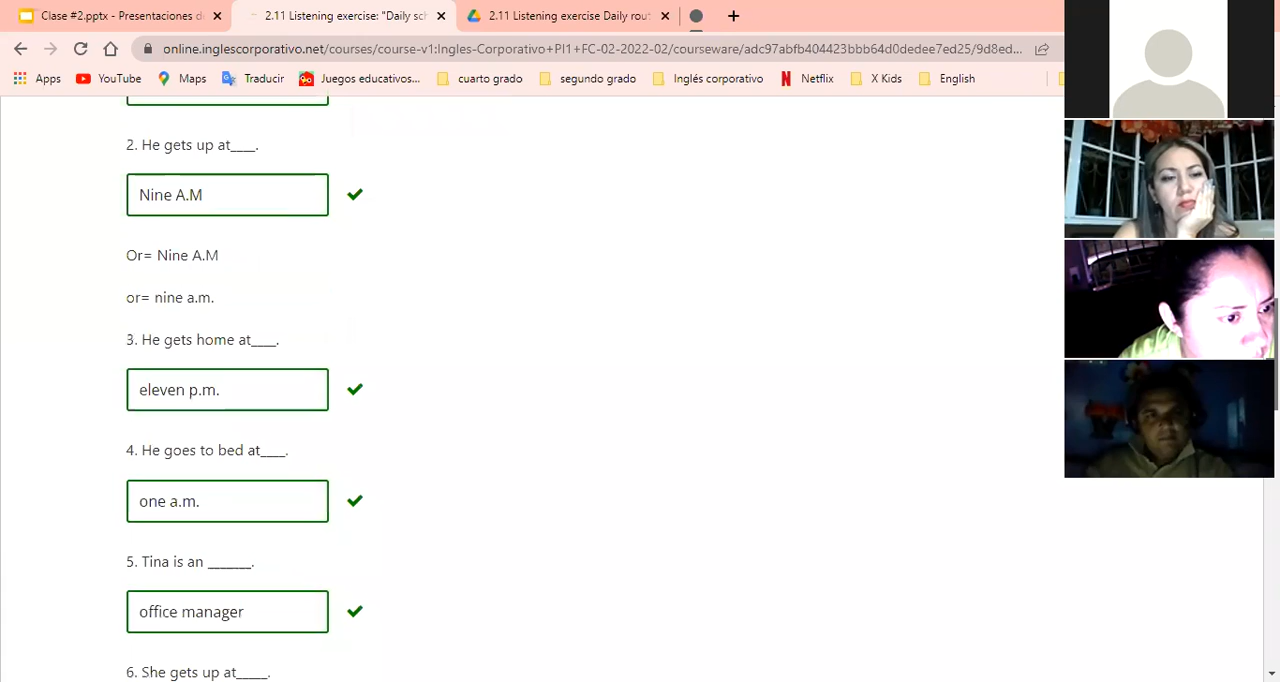 Clase #2.pptx - Presentaciones d
2.11 Listening exercise: "Daily sch
2.11 Listening exercise Daily rout
online.inglescorporativo.net/courses/course-v1:Ingles-Corporativo+PI1+FC-02-2022-02/courseware/adc97abfb404423bbb64d0dedee7ed25/9d8ed...
Apps YouTube Maps Traducir Juegos educativos... cuarto grado segundo grado Inglés corporativo Netflix X Kids English
2. He gets up at____.
Nine A.M
Or= Nine A.M
or= nine a.m.
3. He gets home at____.
eleven p.m.
4. He goes to bed at____.
one a.m.
5. Tina is an _______.
office manager
6. She gets up at_____.